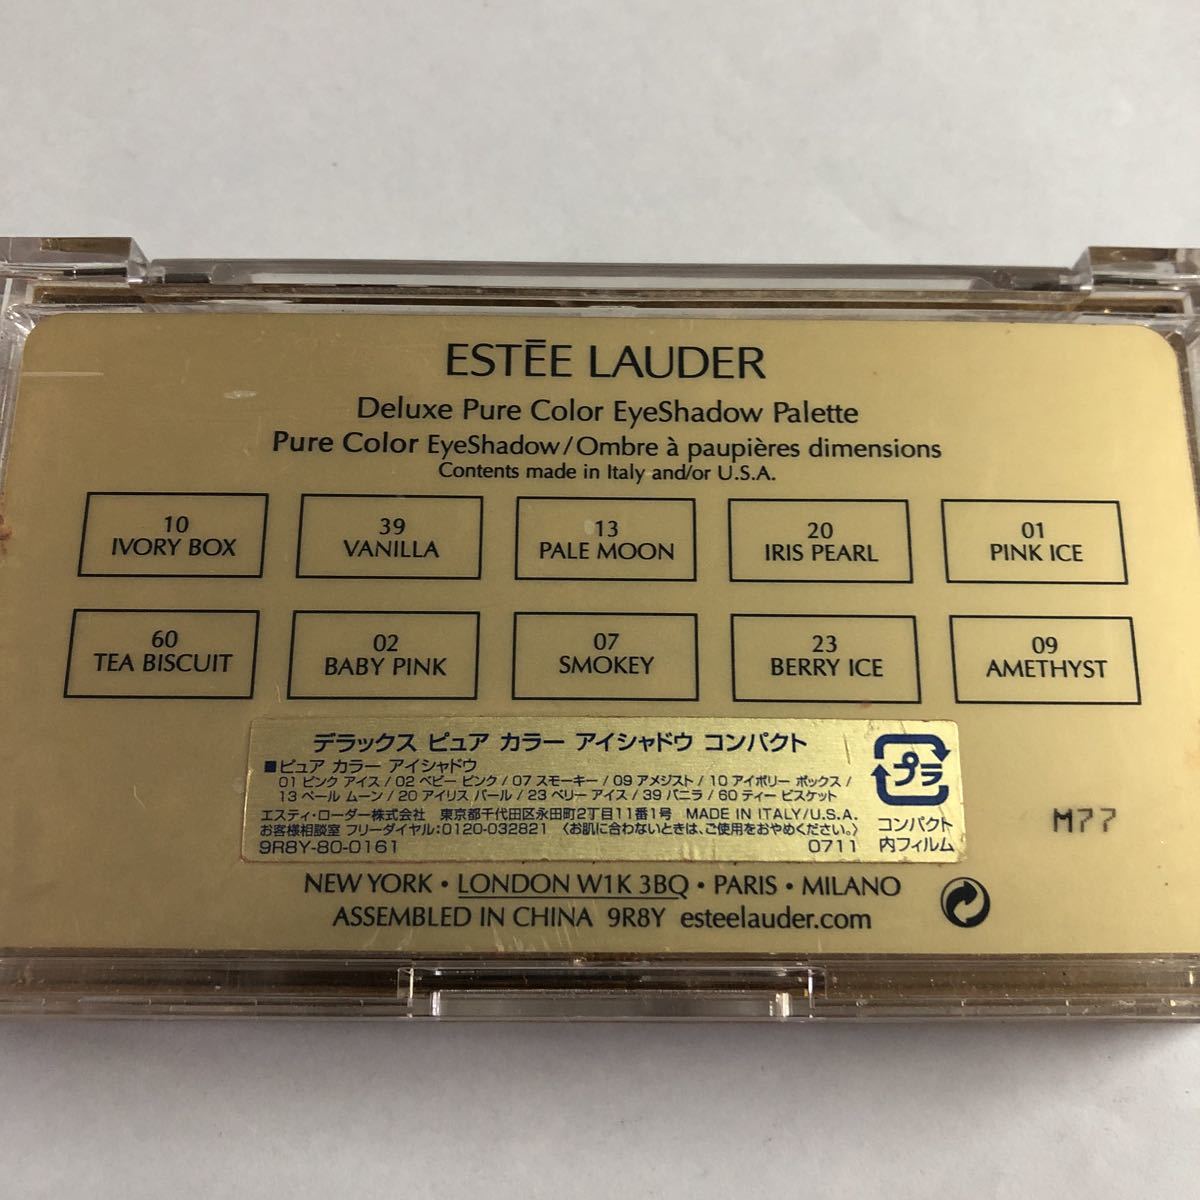 ESTĒE LAUDER
Deluxe Pure Color EyeShadow Palette
Pure Color EyeShadow/Ombre à paupières dimensions
Contents made in Italy and/or U.S.A.
10
IVORY BOX
39
VANILLA
13
PALE MOON
20
IRIS PEARL
01
PINK ICE
60
TEA BISCUIT
02
BABY PINK
07
SMOKEY
23
BERRY ICE
09
AMETHYST
デラックス ピュア カラー アイシャドウ コンパクト
■ピュア カラー アイシャドウ
01 ピンク アイス / 02 ベビー ピンク / 07 スモーキー / 09 アメジスト / 10 アイボリー ボックス /
13 ペール ムーン / 20 アイリス パール / 23 ベリー アイス / 39 バニラ / 60 ティー ビスケット
エスティ・ローダー株式会社 東京都千代田区永田町2丁目11番1号 MADE IN ITALY/U.S.A.
お客様相談室 フリーダイヤル:0120-032821 〈お肌に合わないときは、ご使用をおやめください。〉
9R8Y-80-0161 0711
プラ
コンパクト
内フィルム
M77
NEW YORK • LONDON W1K 3BQ • PARIS • MILANO
ASSEMBLED IN CHINA 9R8Y esteelauder.com